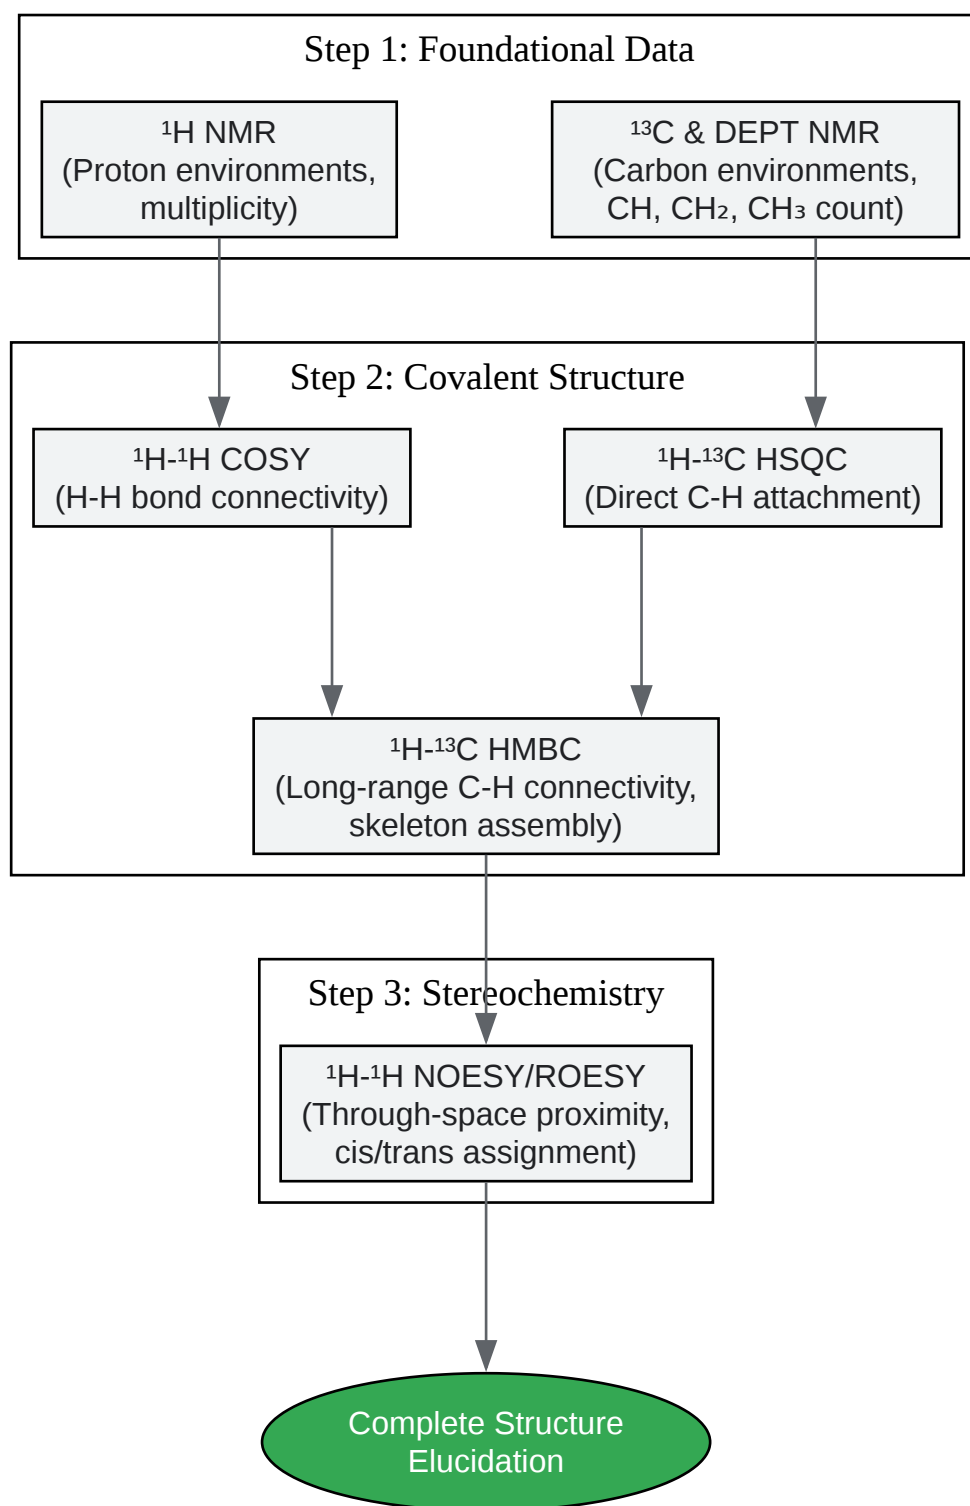 Step 1: Foundational Data
¹H NMR
(Proton environments,
multiplicity)
¹³C & DEPT NMR
(Carbon environments,
CH, CH₂, CH₃ count)
Step 2: Covalent Structure
¹H-¹H COSY
(H-H bond connectivity)
¹H-¹³C HSQC
(Direct C-H attachment)
¹H-¹³C HMBC
(Long-range C-H connectivity,
skeleton assembly)
Step 3: Stereochemistry
¹H-¹H NOESY/ROESY
(Through-space proximity,
cis/trans assignment)
Complete Structure
Elucidation